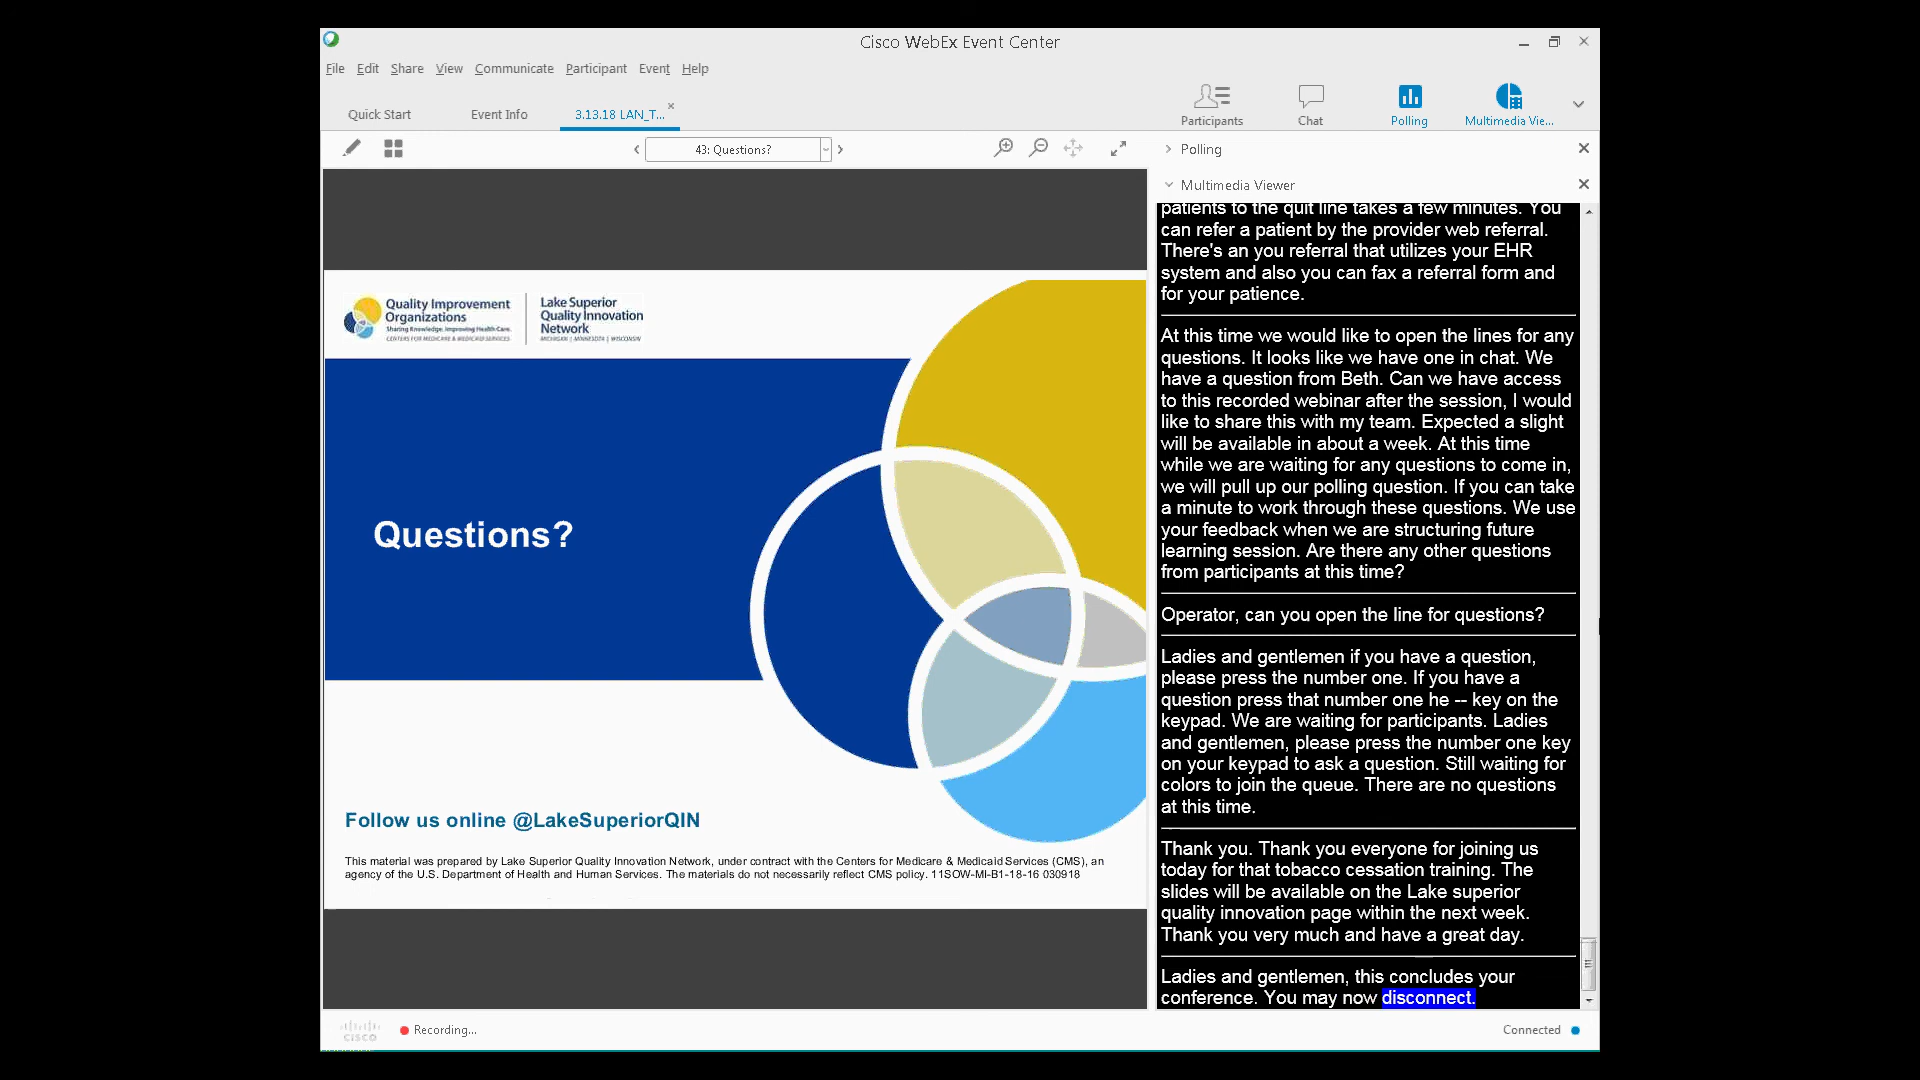 Cisco WebEx Event Center
File Edit Share View Communicate Participant Event Help
Quick Start
Event Info
3.13.18 LAN_T...
Participants
Chat
Polling
Multimedia Vie...
43: Questions?
Polling
Multimedia Viewer
Quality Improvement
Organizations
Sharing Knowledge. Improving Health Care.
CENTERS FOR MEDICARE & MEDICAID SERVICES
Lake Superior
Quality Innovation
Network
MICHIGAN | MINNESOTA | WISCONSIN
Questions?
Follow us online @LakeSuperiorQIN
This material was prepared by Lake Superior Quality Innovation Network, under contract with the Centers for Medicare & Medicaid Services (CMS), an
agency of the U.S. Department of Health and Human Services. The materials do not necessarily reflect CMS policy. 11SOW-MI-B1-18-16 030918
patients to the quit line takes a few minutes. You
can refer a patient by the provider web referral.
There's an you referral that utilizes your EHR
system and also you can fax a referral form and
for your patience.
At this time we would like to open the lines for any
questions. It looks like we have one in chat. We
have a question from Beth. Can we have access
to this recorded webinar after the session, I would
like to share this with my team. Expected a slight
will be available in about a week. At this time
while we are waiting for any questions to come in,
we will pull up our polling question. If you can take
a minute to work through these questions. We use
your feedback when we are structuring future
learning session. Are there any other questions
from participants at this time?
Operator, can you open the line for questions?
Ladies and gentlemen if you have a question,
please press the number one. If you have a
question press that number one he -- key on the
keypad. We are waiting for participants. Ladies
and gentlemen, please press the number one key
on your keypad to ask a question. Still waiting for
colors to join the queue. There are no questions
at this time.
Thank you. Thank you everyone for joining us
today for that tobacco cessation training. The
slides will be available on the Lake superior
quality innovation page within the next week.
Thank you very much and have a great day.
Ladies and gentlemen, this concludes your
conference. You may now disconnect.
cisco
Recording...
Connected